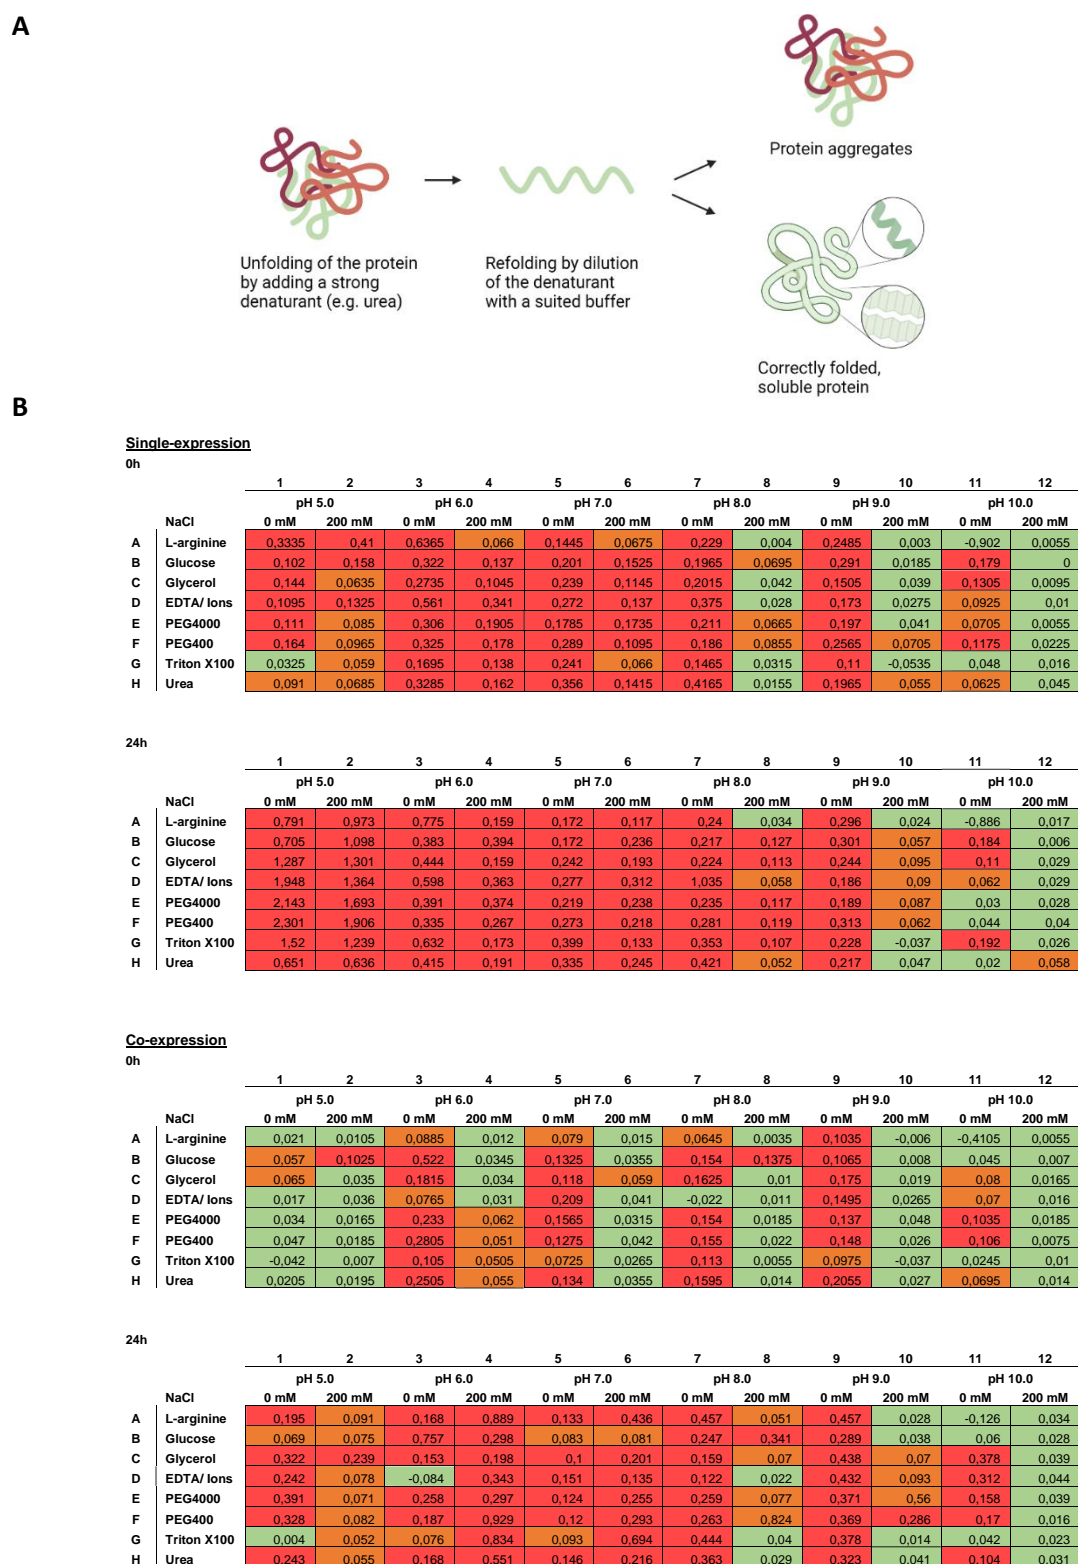 A
Protein aggregates
Unfolding of the protein
by adding a strong
denaturant (e.g. urea)
Refolding by dilution
of the denaturant
with a suited buffer
Correctly folded,
soluble protein
B
Single-expression
0h
1 2 3 4 5 6 7 8 9 10 11 12
pH 5.0 pH 6.0 pH 7.0 pH 8.0 pH 9.0 pH 10.0
NaCl 0 mM 200 mM 0 mM 200 mM 0 mM 200 mM 0 mM 200 mM 0 mM 200 mM 0 mM 200 mM
A L-arginine 0,3335 0,41 0,6365 0,066 0,1445 0,0675 0,229 0,004 0,2485 0,003 -0,902 0,0055
B Glucose 0,102 0,158 0,322 0,137 0,201 0,1525 0,1965 0,0695 0,291 0,0185 0,179 0
C Glycerol 0,144 0,0635 0,2735 0,1045 0,239 0,1145 0,2015 0,042 0,1505 0,039 0,1305 0,0095
D EDTA/ Ions 0,1095 0,1325 0,561 0,341 0,272 0,137 0,375 0,028 0,173 0,0275 0,0925 0,01
E PEG4000 0,111 0,085 0,306 0,1905 0,1785 0,1735 0,211 0,0665 0,197 0,041 0,0705 0,0055
F PEG400 0,164 0,0965 0,325 0,178 0,289 0,1095 0,186 0,0855 0,2565 0,0705 0,1175 0,0225
G Triton X100 0,0325 0,059 0,1695 0,138 0,241 0,066 0,1465 0,0315 0,11 -0,0535 0,048 0,016
H Urea 0,091 0,0685 0,3285 0,162 0,356 0,1415 0,4165 0,0155 0,1965 0,055 0,0625 0,045
24h
1 2 3 4 5 6 7 8 9 10 11 12
pH 5.0 pH 6.0 pH 7.0 pH 8.0 pH 9.0 pH 10.0
NaCl 0 mM 200 mM 0 mM 200 mM 0 mM 200 mM 0 mM 200 mM 0 mM 200 mM 0 mM 200 mM
A L-arginine 0,791 0,973 0,775 0,159 0,172 0,117 0,24 0,034 0,296 0,024 -0,886 0,017
B Glucose 0,705 1,098 0,383 0,394 0,172 0,236 0,217 0,127 0,301 0,057 0,184 0,006
C Glycerol 1,287 1,301 0,444 0,159 0,242 0,193 0,224 0,113 0,244 0,095 0,11 0,029
D EDTA/ Ions 1,948 1,364 0,598 0,363 0,277 0,312 1,035 0,058 0,186 0,09 0,062 0,029
E PEG4000 2,143 1,693 0,391 0,374 0,219 0,238 0,235 0,117 0,189 0,087 0,03 0,028
F PEG400 2,301 1,906 0,335 0,267 0,273 0,218 0,281 0,119 0,313 0,062 0,044 0,04
G Triton X100 1,52 1,239 0,632 0,173 0,399 0,133 0,353 0,107 0,228 -0,037 0,192 0,026
H Urea 0,651 0,636 0,415 0,191 0,335 0,245 0,421 0,052 0,217 0,047 0,02 0,058
Co-expression
0h
1 2 3 4 5 6 7 8 9 10 11 12
pH 5.0 pH 6.0 pH 7.0 pH 8.0 pH 9.0 pH 10.0
NaCl 0 mM 200 mM 0 mM 200 mM 0 mM 200 mM 0 mM 200 mM 0 mM 200 mM 0 mM 200 mM
A L-arginine 0,021 0,0105 0,0885 0,012 0,079 0,015 0,0645 0,0035 0,1035 -0,006 -0,4105 0,0055
B Glucose 0,057 0,1025 0,522 0,0345 0,1325 0,0355 0,154 0,1375 0,1065 0,008 0,045 0,007
C Glycerol 0,065 0,035 0,1815 0,034 0,118 0,059 0,1625 0,01 0,175 0,019 0,08 0,0165
D EDTA/ Ions 0,017 0,036 0,0765 0,031 0,209 0,041 -0,022 0,011 0,1495 0,0265 0,07 0,016
E PEG4000 0,034 0,0165 0,233 0,062 0,1565 0,0315 0,154 0,0185 0,137 0,048 0,1035 0,0185
F PEG400 0,047 0,0185 0,2805 0,051 0,1275 0,042 0,155 0,022 0,148 0,026 0,106 0,0075
G Triton X100 -0,042 0,007 0,105 0,0505 0,0725 0,0265 0,113 0,0055 0,0975 -0,037 0,0245 0,01
H Urea 0,0205 0,0195 0,2505 0,055 0,134 0,0355 0,1595 0,014 0,2055 0,027 0,0695 0,014
24h
1 2 3 4 5 6 7 8 9 10 11 12
pH 5.0 pH 6.0 pH 7.0 pH 8.0 pH 9.0 pH 10.0
NaCl 0 mM 200 mM 0 mM 200 mM 0 mM 200 mM 0 mM 200 mM 0 mM 200 mM 0 mM 200 mM
A L-arginine 0,195 0,091 0,168 0,889 0,133 0,436 0,457 0,051 0,457 0,028 -0,126 0,034
B Glucose 0,069 0,075 0,757 0,298 0,083 0,081 0,247 0,341 0,289 0,038 0,06 0,028
C Glycerol 0,322 0,239 0,153 0,198 0,1 0,201 0,159 0,07 0,438 0,07 0,378 0,039
D EDTA/ Ions 0,242 0,078 -0,084 0,343 0,151 0,135 0,122 0,022 0,432 0,093 0,312 0,044
E PEG4000 0,391 0,071 0,258 0,297 0,124 0,255 0,259 0,077 0,371 0,56 0,158 0,039
F PEG400 0,328 0,082 0,187 0,929 0,12 0,293 0,263 0,824 0,369 0,286 0,17 0,016
G Triton X100 0,004 0,052 0,076 0,834 0,093 0,694 0,444 0,04 0,378 0,014 0,042 0,023
H Urea 0,243 0,055 0,168 0,551 0,146 0,216 0,363 0,029 0,323 0,041 0,104 0,031